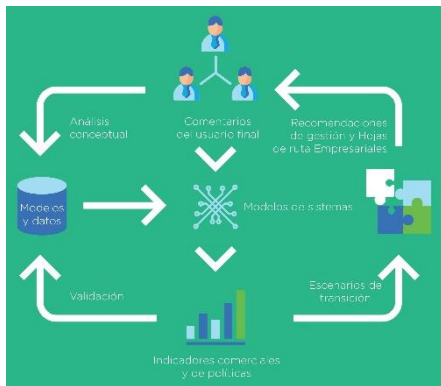 Análisis
conceptual
Comentarios
del usuario final
Recomendaciones
de gestión y Hojas
de ruta Empresariales
Modelos
y datos
Modelos de sistemas
Validación
Escenarios de
transición
Indicadores comerciales
y de políticas